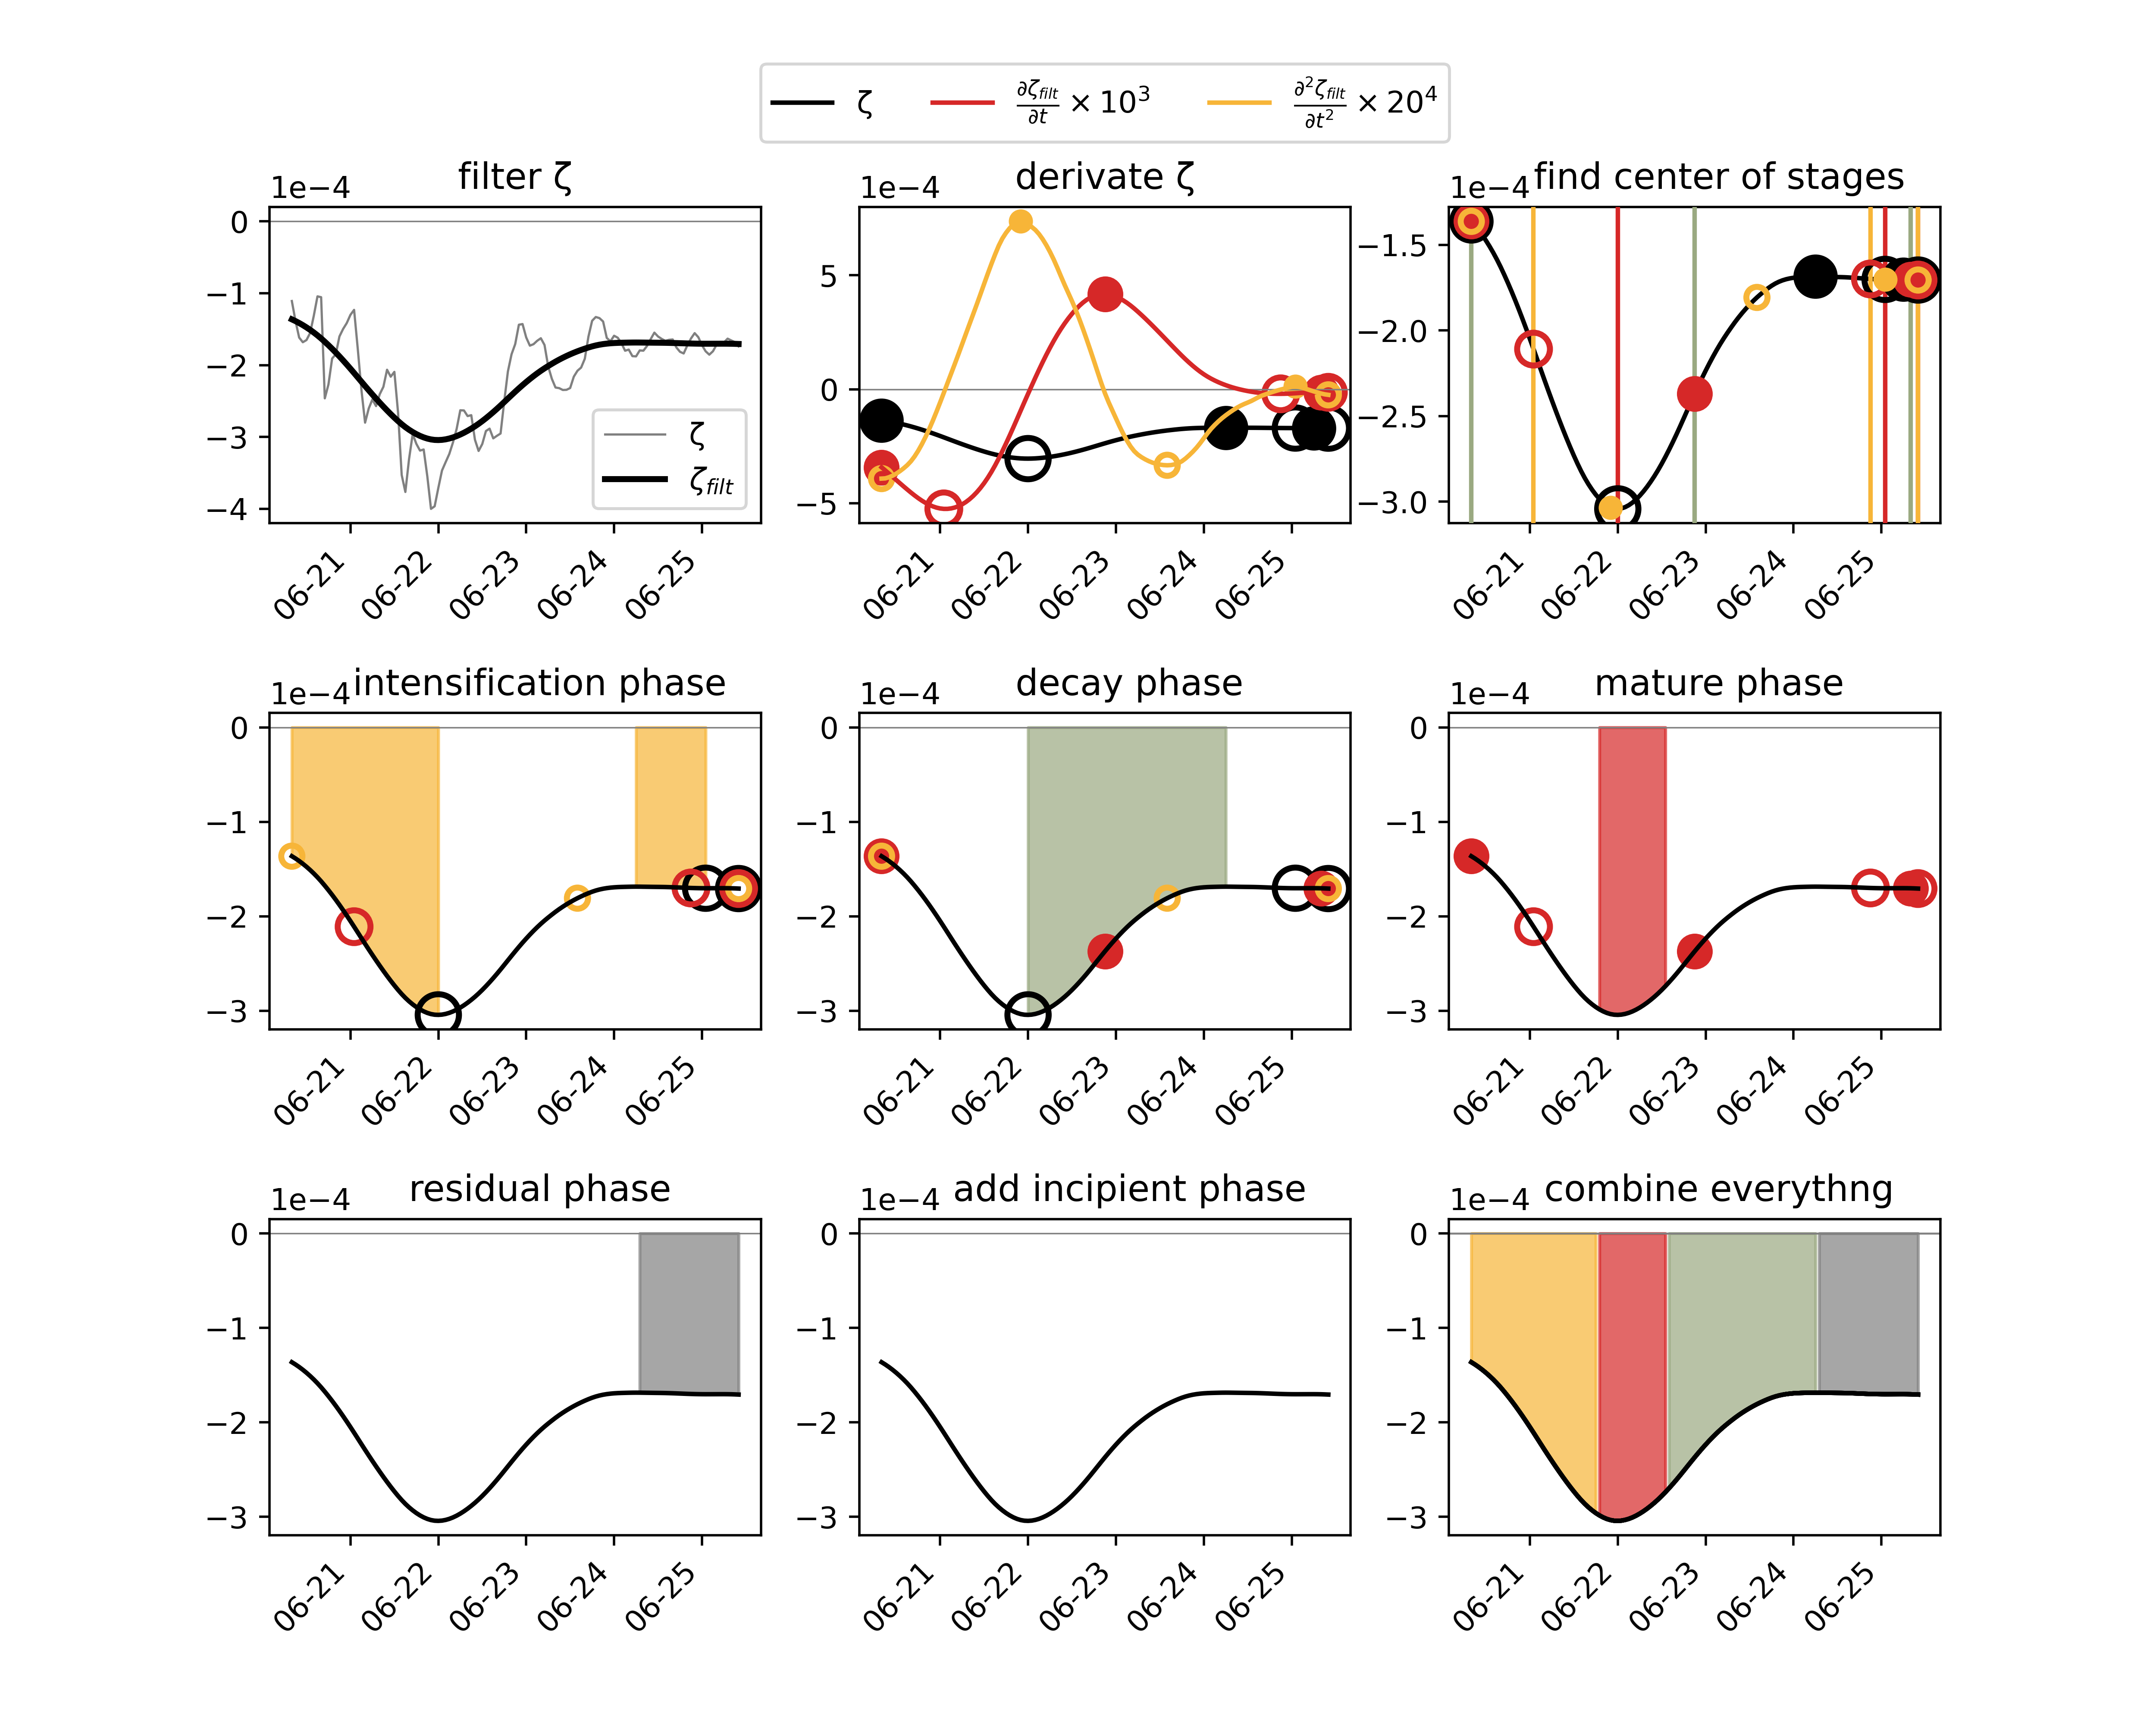 ζ ∂ζfilt/∂t × 10³ ∂²ζfilt/∂t² × 20⁴
filter ζ derivate ζ find center of stages
1e−4 1e−4 1e−4
0
−1
−2
−3
−4
ζ
ζfilt
06-21 06-22 06-23 06-24 06-25
5
0
−5
06-21 06-22 06-23 06-24 06-25
−1.5
−2.0
−2.5
−3.0
06-21 06-22 06-23 06-24 06-25
intensification phase decay phase mature phase
1e−4 1e−4 1e−4
0
−1
−2
−3
06-21 06-22 06-23 06-24 06-25
0
−1
−2
−3
06-21 06-22 06-23 06-24 06-25
0
−1
−2
−3
06-21 06-22 06-23 06-24 06-25
residual phase add incipient phase combine everythng
1e−4 1e−4 1e−4
0
−1
−2
−3
06-21 06-22 06-23 06-24 06-25
0
−1
−2
−3
06-21 06-22 06-23 06-24 06-25
0
−1
−2
−3
06-21 06-22 06-23 06-24 06-25